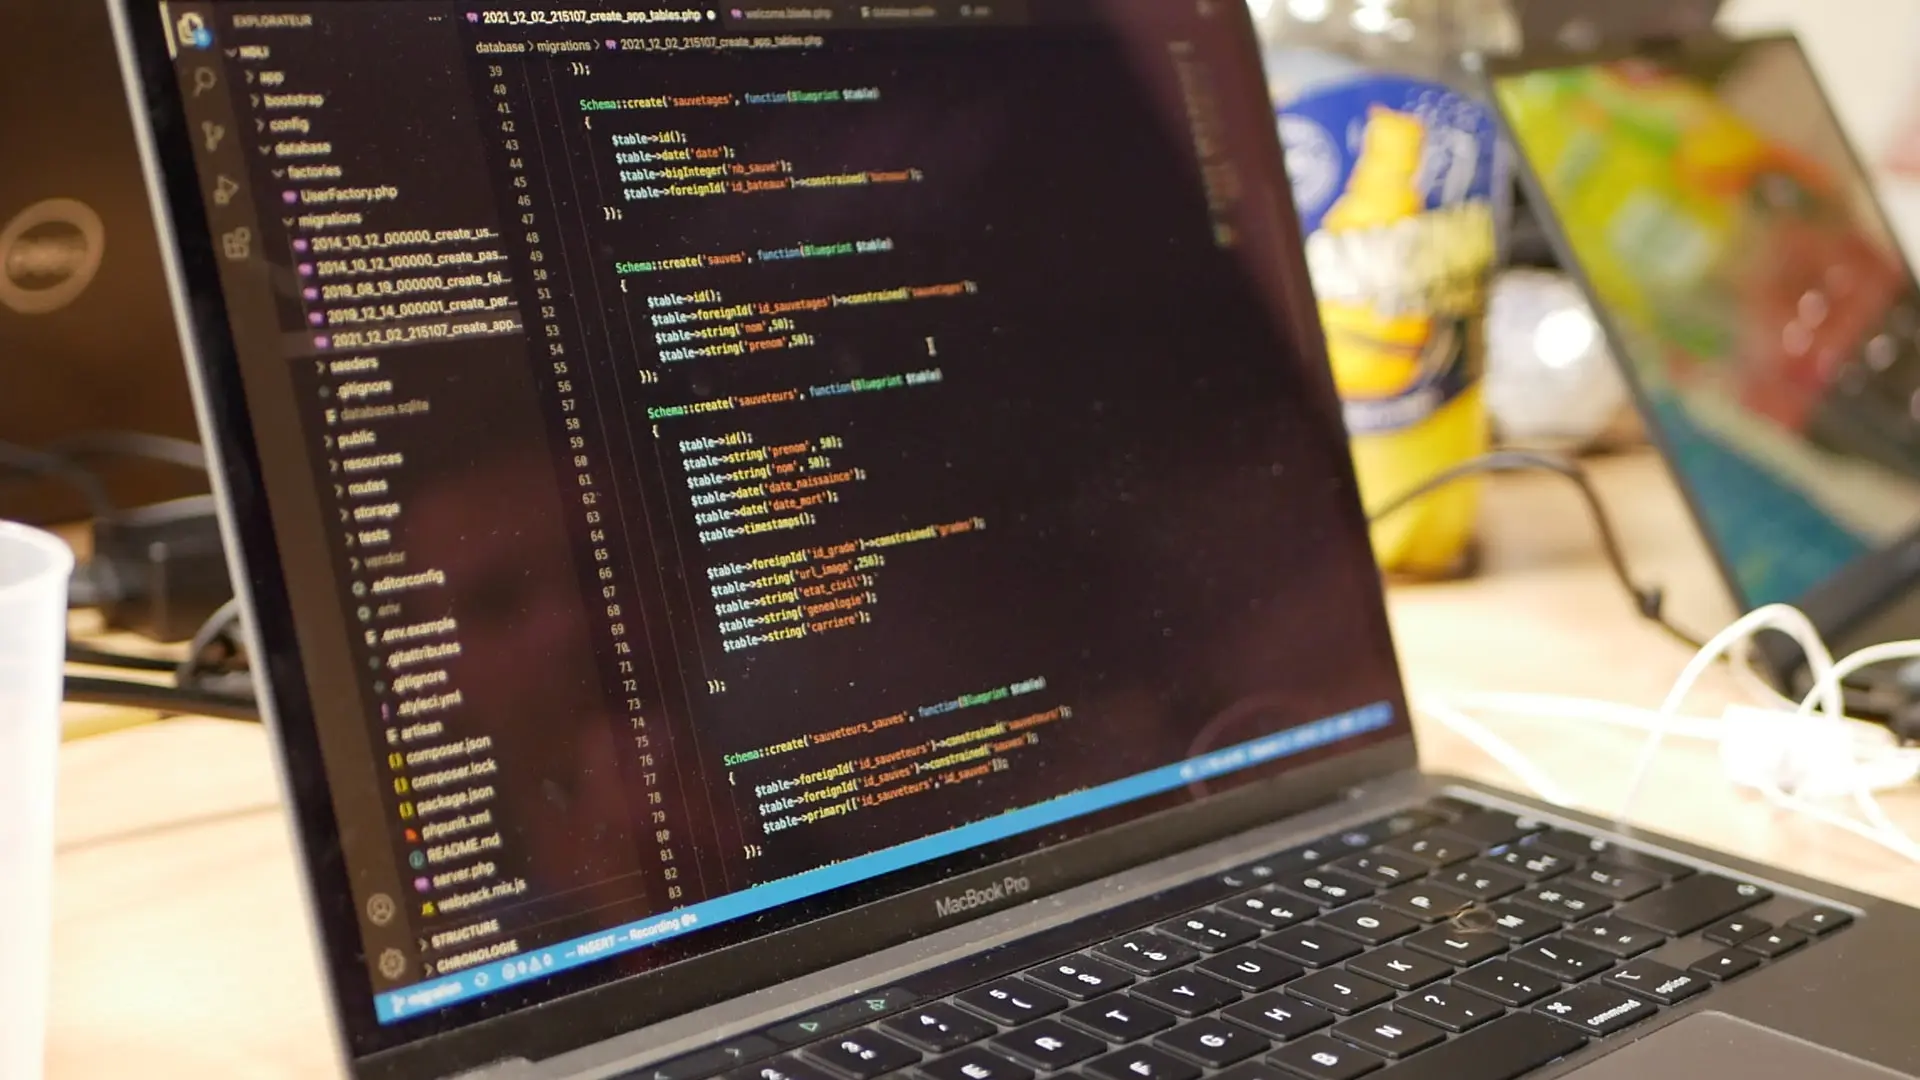 EXPLORATEUR
NDLI
app
bootstrap
config
database
factories
UserFactory.php
migrations
2014_10_12_000000_create_us...
2014_10_12_100000_create_pas...
2019_08_19_000000_create_fai...
2019_12_14_000001_create_per...
2021_12_02_215107_create_app...
seeders
.gitignore
database.sqlite
public
resources
routes
storage
tests
vendor
.editorconfig
.env
.env.example
.gitattributes
.gitignore
.styleci.yml
artisan
composer.json
composer.lock
package.json
phpunit.xml
README.md
server.php
webpack.mix.js
STRUCTURE
CHRONOLOGIE
2021_12_02_215107_create_app_tables.php
welcome.blade.php
database.sqlite
.env
database > migrations > 2021_12_02_215107_create_app_tables.php
39 });
40
41 Schema::create('sauvetages', function(Blueprint $table)
42 {
43 $table->id();
44 $table->date('date');
45 $table->bigInteger('nb_sauve');
46 $table->foreignId('id_bateaux')->constrained('bateaux');
47 });
48
49
50 Schema::create('sauves', function(Blueprint $table)
51 {
52 $table->id();
53 $table->foreignId('id_sauvetages')->constrained('sauvetages');
54 $table->string('nom',50);
55 $table->string('prenom',50);
56 });
57
58 Schema::create('sauveteurs', function(Blueprint $table)
59 {
60 $table->id();
61 $table->string('prenom', 50);
62 $table->string('nom', 50);
63 $table->date('date_naissaince');
64 $table->date('date_mort');
65 $table->timestamps();
66
67 $table->foreignId('id_grade')->constrained('grades');
68 $table->string('url_image',256);
69 $table->string('etat_civil');
70 $table->string('genealogie');
71 $table->string('carriere');
72
73 });
74
75
76 Schema::create('sauveteurs_sauves', function(Blueprint $table)
77 {
78 $table->foreignId('id_sauveteurs')->constrained('sauveteurs');
79 $table->foreignId('id_sauves')->constrained('sauves');
80 $table->primary(['id_sauveteurs','id_sauves']);
81 });
82
83
migration
0 0
-- INSERT -- Recording @s
MacBook Pro
DELL
command
option